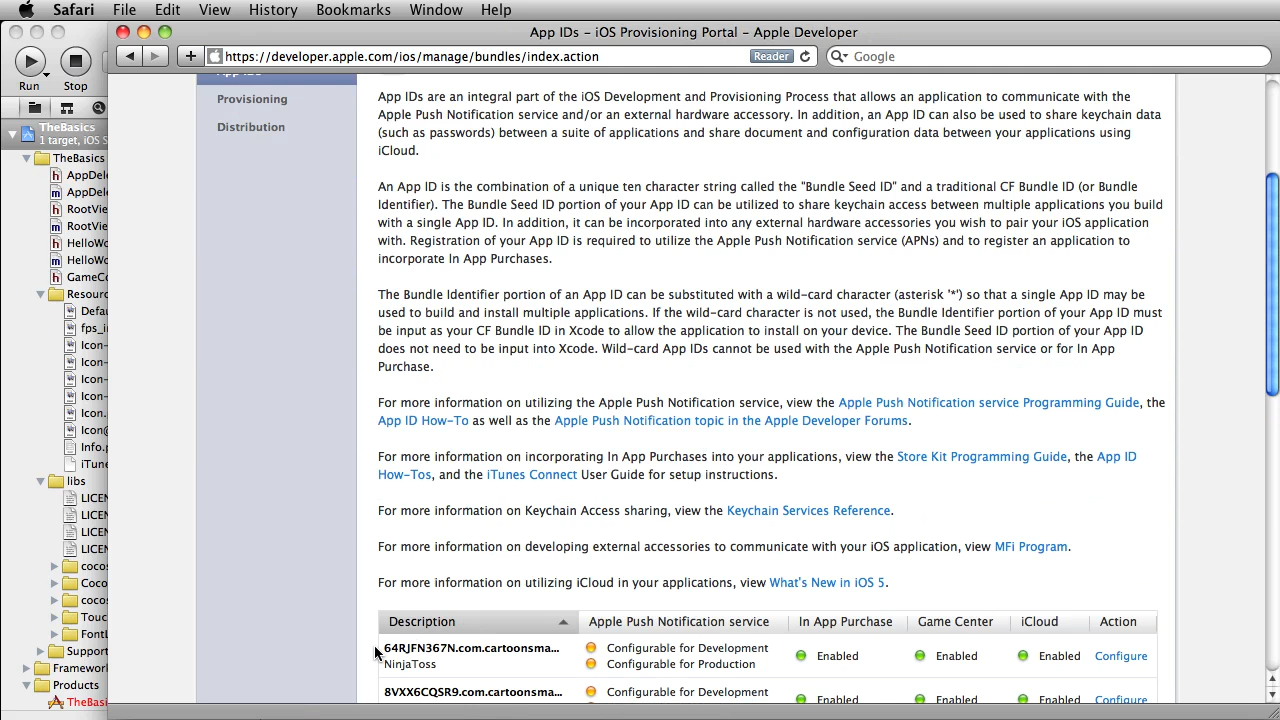 Safari File Edit View History Bookmarks Window Help
App IDs – iOS Provisioning Portal – Apple Developer
https://developer.apple.com/ios/manage/bundles/index.action Reader Google
Run Stop
TheBasics
1 target, iOS S
TheBasics
AppDel
AppDel
RootVie
RootVie
HelloWo
HelloWo
GameCo
Resourc
Defau
fps_i
Icon-
Icon-
Icon-
Icon-
Icon.
Icon@
Info.p
iTune
libs
LICEN
LICEN
LICEN
LICEN
cocos
Coco
cocos
Touc
FontL
Support
Framework
Products
TheBasi
Provisioning
Distribution
App IDs are an integral part of the iOS Development and Provisioning Process that allows an application to communicate with the
Apple Push Notification service and/or an external hardware accessory. In addition, an App ID can also be used to share keychain data
(such as passwords) between a suite of applications and share document and configuration data between your applications using
iCloud.
An App ID is the combination of a unique ten character string called the "Bundle Seed ID" and a traditional CF Bundle ID (or Bundle
Identifier). The Bundle Seed ID portion of your App ID can be utilized to share keychain access between multiple applications you build
with a single App ID. In addition, it can be incorporated into any external hardware accessories you wish to pair your iOS application
with. Registration of your App ID is required to utilize the Apple Push Notification service (APNs) and to register an application to
incorporate In App Purchases.
The Bundle Identifier portion of an App ID can be substituted with a wild-card character (asterisk '*') so that a single App ID may be
used to build and install multiple applications. If the wild-card character is not used, the Bundle Identifier portion of your App ID must
be input as your CF Bundle ID in Xcode to allow the application to install on your device. The Bundle Seed ID portion of your App ID
does not need to be input into Xcode. Wild-card App IDs cannot be used with the Apple Push Notification service or for In App
Purchase.
For more information on utilizing the Apple Push Notification service, view the Apple Push Notification service Programming Guide, the
App ID How-To as well as the Apple Push Notification topic in the Apple Developer Forums.
For more information on incorporating In App Purchases into your applications, view the Store Kit Programming Guide, the App ID
How-Tos, and the iTunes Connect User Guide for setup instructions.
For more information on Keychain Access sharing, view the Keychain Services Reference.
For more information on developing external accessories to communicate with your iOS application, view MFi Program.
For more information on utilizing iCloud in your applications, view What's New in iOS 5.
Description Apple Push Notification service In App Purchase Game Center iCloud Action
64RJFN367N.com.cartoonsma... Configurable for Development
NinjaToss Configurable for Production Enabled Enabled Enabled Configure
8VXX6CQSR9.com.cartoonsma... Configurable for Development
Enabled Enabled Enabled Configure